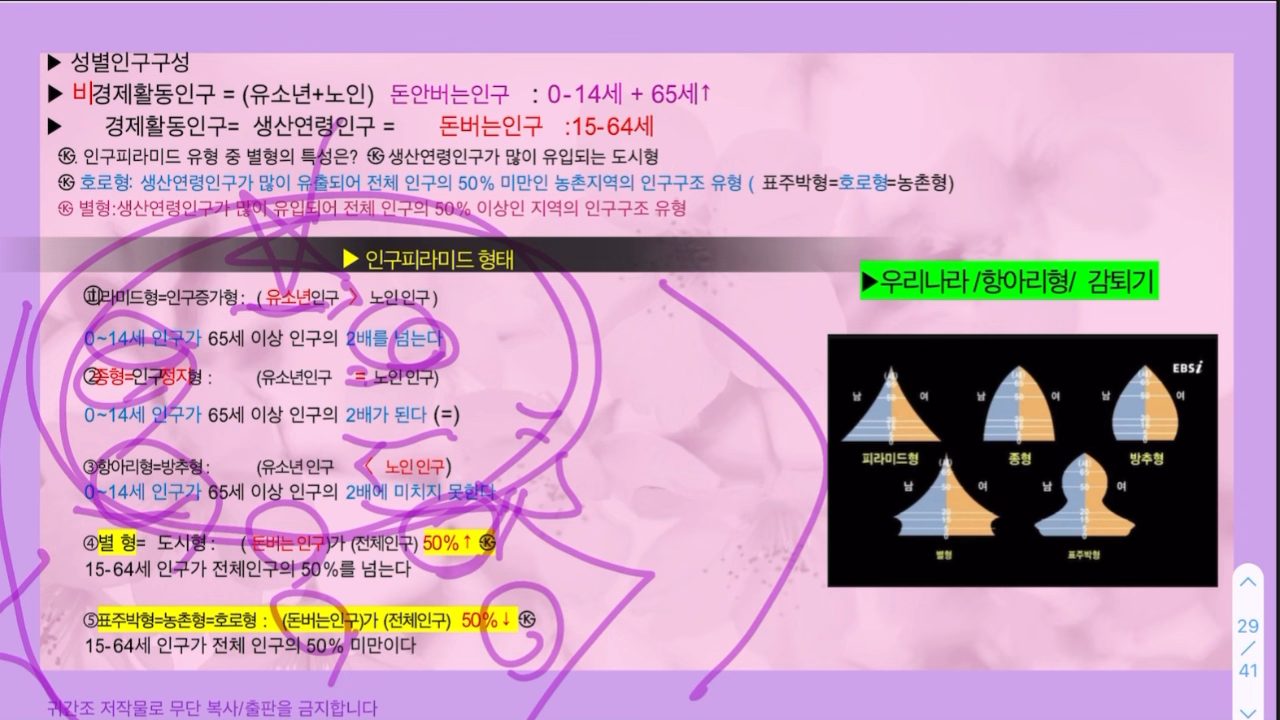 ▶ 성별인구구성
▶ 비경제활동인구 = (유소년+노인) 돈안버는인구 : 0-14세 + 65세↑
▶ 경제활동인구= 생산연령인구 = 돈버는인구 :15-64세
Ⓚ. 인구피라미드 유형 중 별형의 특성은? Ⓚ생산연령인구가 많이 유입되는 도시형
Ⓚ 호로형: 생산연령인구가 많이 유출되어 전체 인구의 50% 미만인 농촌지역의 인구구조 유형 ( 표주박형=호로형=농촌형)
Ⓚ 별형:생산연령인구가 많이 유입되어 전체 인구의 50% 이상인 지역의 인구구조 유형
▶ 인구피라미드 형태
▶우리나라 /항아리형/ 감퇴기
라미드형=인구증가형 : ( 유소년인구 > 노인 인구 )
0~14세 인구가 65세 이상 인구의 2배를 넘는다
②종형=인구정지형 : (유소년인구 = 노인 인구)
0~14세 인구가 65세 이상 인구의 2배가 된다 (=)
③항아리형=방추형 : (유소년 인구 < 노인 인구)
0~14세 인구가 65세 이상 인구의 2배에 미치지 못한다
④별 형= 도시형 : ( 돈버는 인구)가 (전체인구) 50%↑ Ⓚ
15-64세 인구가 전체인구의 50%를 넘는다
⑤표주박형=농촌형=호로형 : (돈버는인구)가 (전체인구) 50%↓ Ⓚ
15-64세 인구가 전체 인구의 50% 미만이다
EBSi
남 여 남 여 남 여
피라미드형 종형 방추형
남 여 남 여
별형 표주박형
29
/
41
귀간조 저작물로 무단 복사/출판을 금지합니다